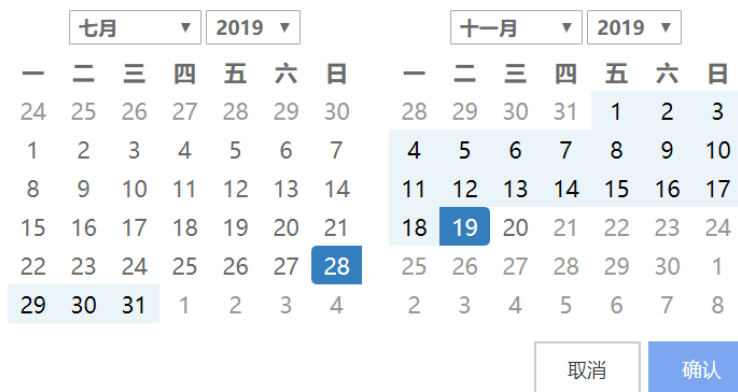 七月 2019
一 二 三 四 五 六 日
24 25 26 27 28 29 30
1 2 3 4 5 6 7
8 9 10 11 12 13 14
15 16 17 18 19 20 21
22 23 24 25 26 27 28
29 30 31 1 2 3 4
十一月 2019
一 二 三 四 五 六 日
28 29 30 31 1 2 3
4 5 6 7 8 9 10
11 12 13 14 15 16 17
18 19 20 21 22 23 24
25 26 27 28 29 30 1
2 3 4 5 6 7 8
取消 确认